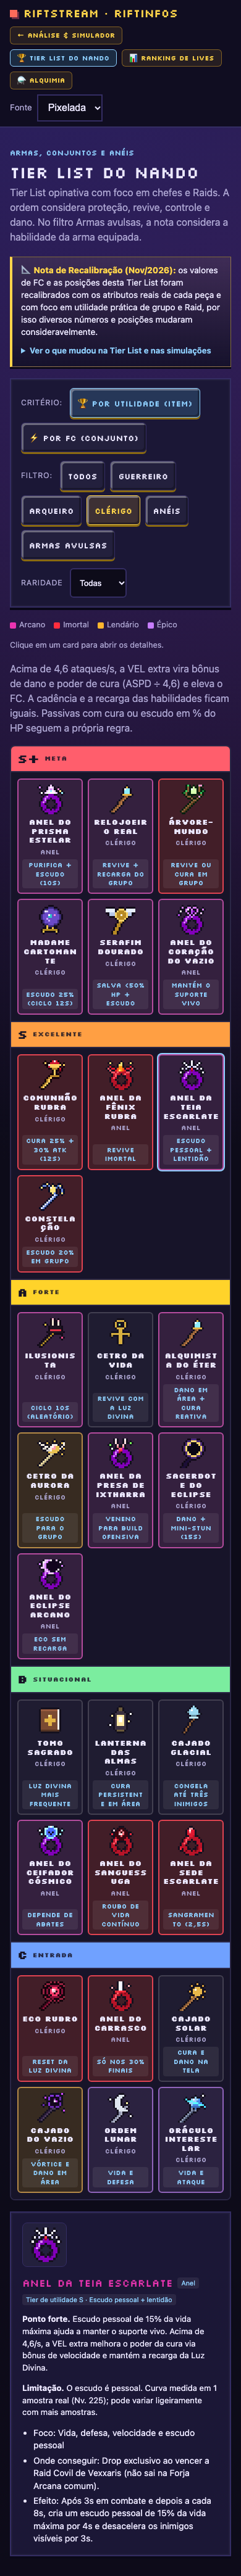 RIFTSTREAM · RIFTINFOS
← ANÁLISE & SIMULADOR
🏆 TIER LIST DO NANDO
📊 RANKING DE LIVES
ALQUIMIA
Fonte
Pixelada
ARMAS, CONJUNTOS E ANÉIS
TIER LIST DO NANDO
Tier List opinativa com foco em chefes e Raids. A
ordem considera proteção, revive, controle e
dano. No filtro Armas avulsas, a nota considera a
habilidade da arma equipada.
📐 Nota de Recalibração (Nov/2026): os valores
de FC e as posições desta Tier List foram
recalibrados com os atributos reais de cada peça e
com foco em utilidade prática de grupo e Raid, por
isso diversos números e posições mudaram
consideravelmente.
▶ Ver o que mudou na Tier List e nas simulações
CRITÉRIO:
🏆 POR UTILIDADE (ITEM)
⚡ POR FC (CONJUNTO)
FILTRO:
TODOS
GUERREIRO
ARQUEIRO
CLÉRIGO
ANÉIS
ARMAS AVULSAS
RARIDADE
Todas
Arcano
Imortal
Lendário
Épico
Clique em um card para abrir os detalhes.
Acima de 4,6 ataques/s, a VEL extra vira bônus
de dano e poder de cura (ASPD ÷ 4,6) e eleva o
FC. A cadência e a recarga das habilidades ficam
iguais. Passivas com cura ou escudo em % do
HP seguem a própria regra.
S+ META
ANEL DO
PRISMA
ESTELAR
ANEL
PURIFICA +
ESCUDO
(10S)
RELOJOEIR
O REAL
CLÉRIGO
REVIVE +
RECARGA DO
GRUPO
ÁRVORE-
MUNDO
CLÉRIGO
REVIVE OU
CURA EM
GRUPO
MADAME
CARTOMAN
TE
CLÉRIGO
ESCUDO 25%
(CICLO 12S)
SERAFIM
DOURADO
CLÉRIGO
SALVA (50%
HP +
ESCUDO
ANEL DO
CORAÇÃO
DO VAZIO
ANEL
MANTÉM O
SUPORTE
VIVO
S EXCELENTE
COMUNHÃO
RUBRA
CLÉRIGO
CURA 25% +
30% ATK
(12S)
ANEL DA
FÊNIX
RUBRA
ANEL
REVIVE
IMORTAL
ANEL DA
TEIA
ESCARLATE
ANEL
ESCUDO
PESSOAL +
LENTIDÃO
CONSTELA
ÇÃO
CLÉRIGO
ESCUDO 20%
EM GRUPO
A FORTE
ILUSIONIS
TA
CLÉRIGO
CICLO 10S
(ALEATÓRIO)
CETRO DA
VIDA
CLÉRIGO
REVIVE COM
A LUZ
DIVINA
ALQUIMIST
A DO ÉTER
CLÉRIGO
DANO EM
ÁREA +
CURA
REATIVA
CETRO DA
AURORA
CLÉRIGO
ESCUDO
PARA O
GRUPO
ANEL DA
PRESA DE
IXTHARRA
ANEL
VENENO
PARA BUILD
OFENSIVA
SACERDOT
E DO
ECLIPSE
CLÉRIGO
DANO +
MINI-STUN
(15S)
ANEL DO
ECLIPSE
ARCANO
ANEL
ECO SEM
RECARGA
B SITUACIONAL
TOMO
SAGRADO
CLÉRIGO
LUZ DIVINA
MAIS
FREQUENTE
LANTERNA
DAS
ALMAS
CLÉRIGO
CURA
PERSISTENT
E EM ÁREA
CAJADO
GLACIAL
CLÉRIGO
CONGELA
ATÉ TRÊS
INIMIGOS
ANEL DO
CEIFADOR
CÓSMICO
ANEL
DEPENDE DE
ABATES
ANEL DO
SANGUESS
UGA
ANEL
ROUBO DE
VIDA
CONTÍNUO
ANEL DA
SEDE
ESCARLATE
ANEL
SANGRAMEN
TO (2,5S)
C ENTRADA
ECO RUBRO
CLÉRIGO
RESET DA
LUZ DIVINA
ANEL DO
CARRASCO
ANEL
SÓ NOS 30%
FINAIS
CAJADO
SOLAR
CLÉRIGO
CURA E
DANO NA
TELA
CAJADO
DO VAZIO
CLÉRIGO
VÓRTICE E
DANO EM
ÁREA
ORDEM
LUNAR
CLÉRIGO
VIDA E
DEFESA
ORÁCULO
INTERESTE
LAR
CLÉRIGO
VIDA E
ATAQUE
ANEL DA TEIA ESCARLATE Anel
Tier de utilidade S · Escudo pessoal + lentidão
Ponto forte. Escudo pessoal de 15% da vida
máxima ajuda a manter o suporte vivo. Acima de
4,6/s, a VEL extra melhora o poder da cura via
bônus de velocidade e mantém a recarga da Luz
Divina.
Limitação. O escudo é pessoal. Curva medida em 1
amostra real (Nv. 225); pode variar ligeiramente
com mais amostras.
• Foco: Vida, defesa, velocidade e escudo
pessoal
• Onde conseguir: Drop exclusivo ao vencer a
Raid Covil de Vexxaris (não sai na Forja
Arcana comum).
• Efeito: Após 3s em combate e depois a cada
8s, cria um escudo pessoal de 15% da vida
máxima por 4s e desacelera os inimigos
visíveis por 3s.